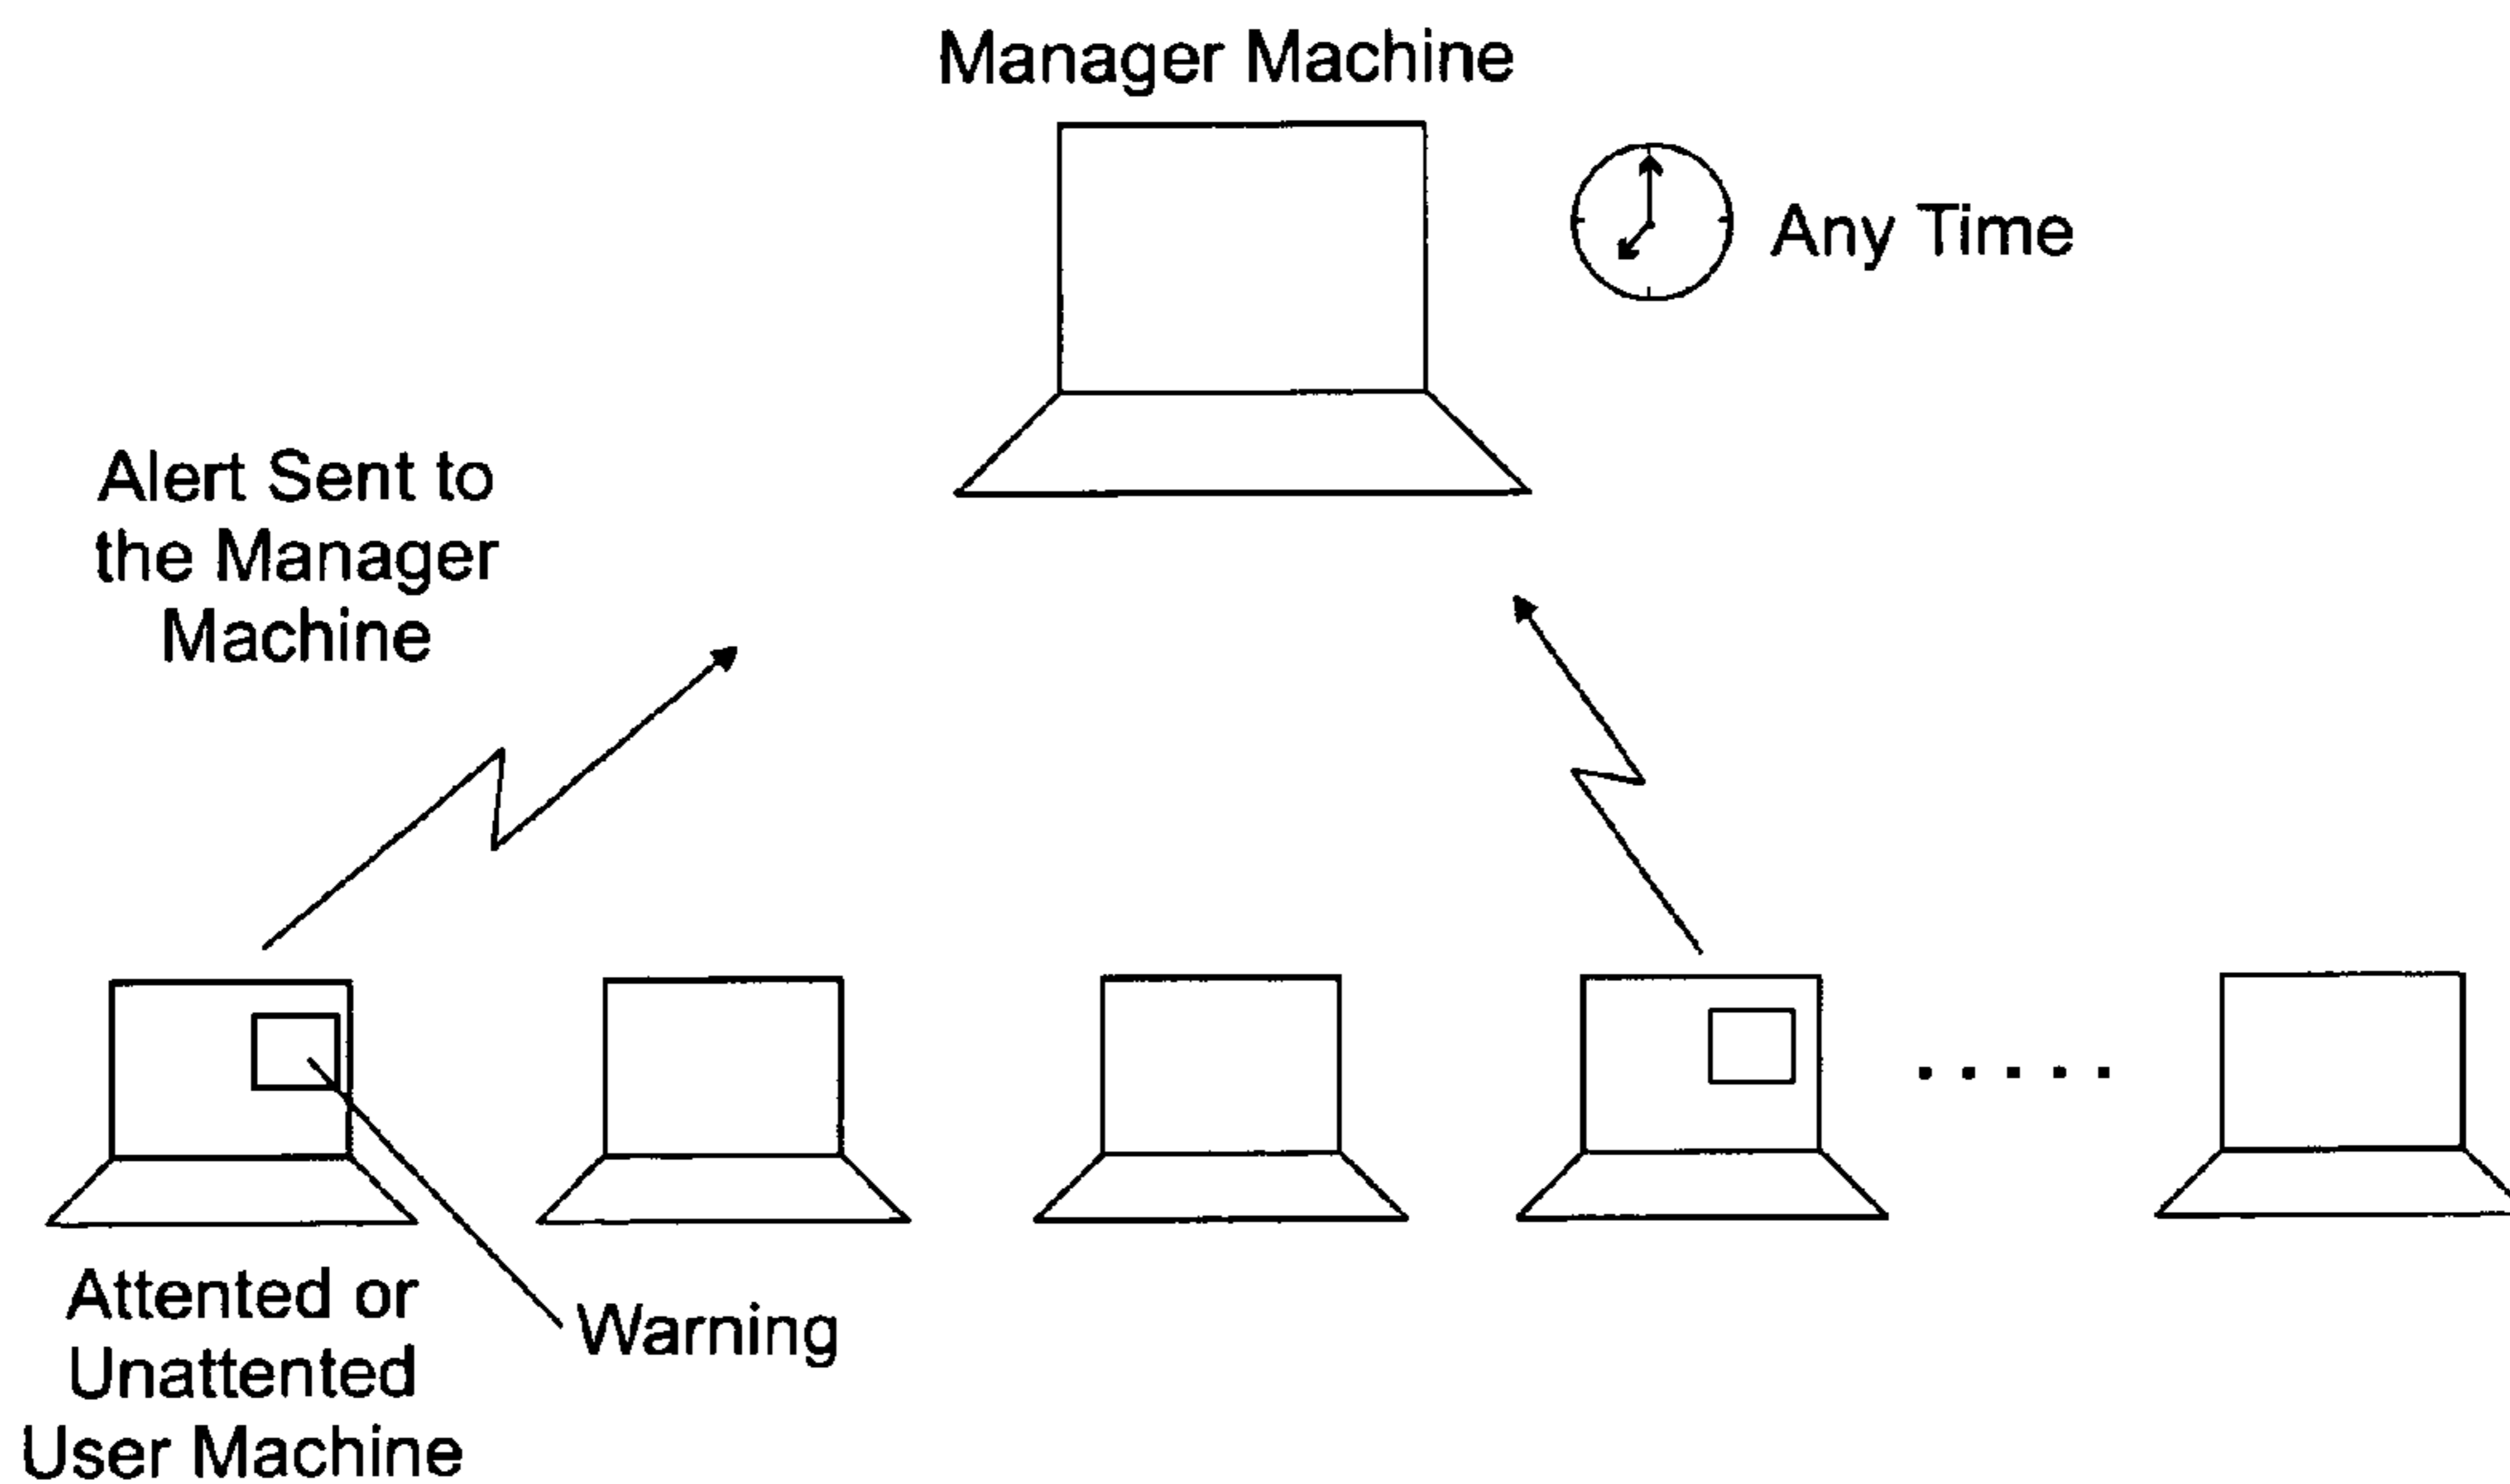 Manager Machine
Any Time
Alert Sent to
the Manager
Machine
Attented or
Unattented
User Machine
Warning